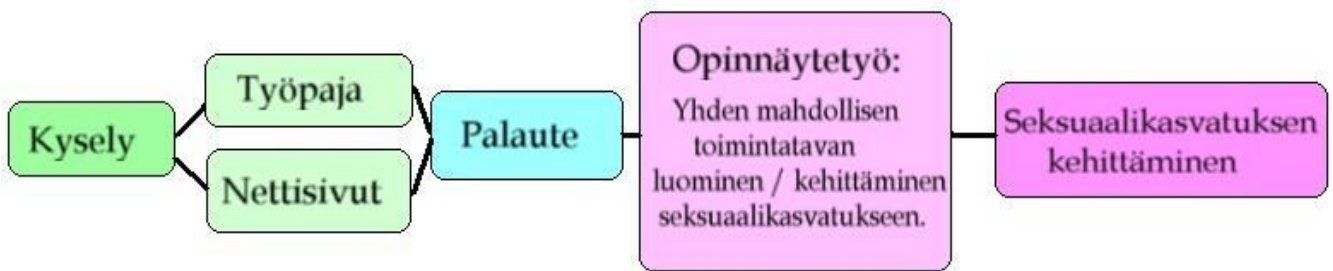 Kysely
Työpaja
Nettisivut
Palaute
Opinnäytetyö:
Yhden mahdollisen
toimintatavan
luominen / kehittäminen
seksuaalikasvatukseen.
Seksuaalikasvatuksen
kehittäminen